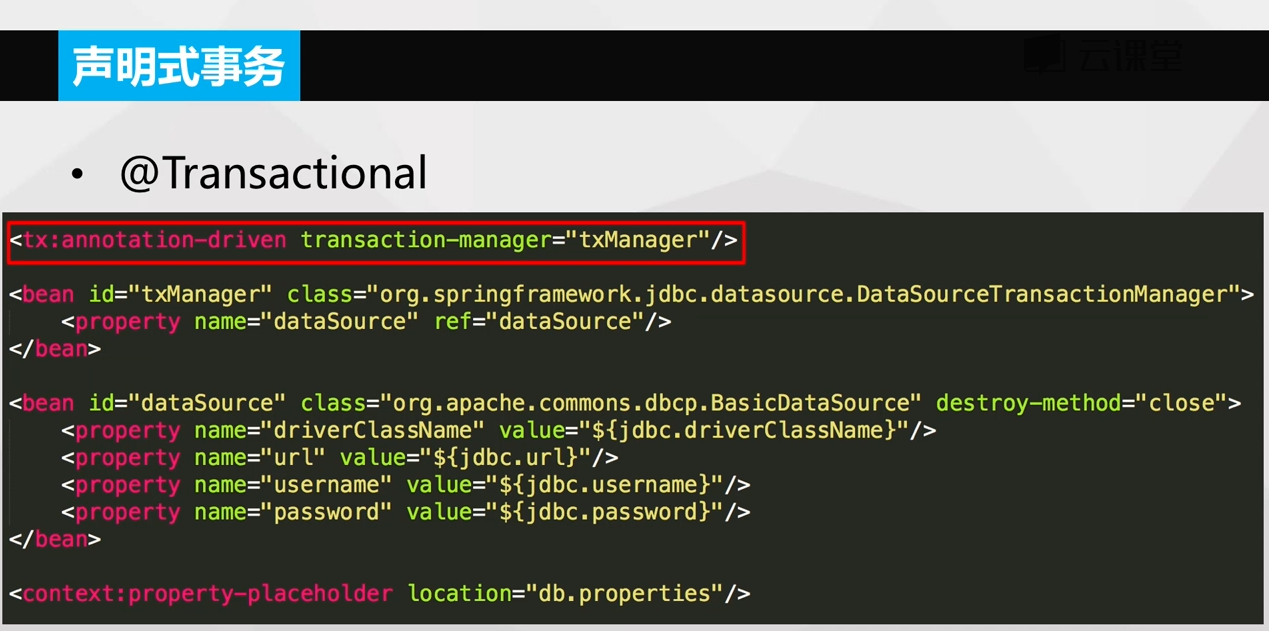 声明式事务
云课堂
• @Transactional
<tx:annotation-driven transaction-manager="txManager"/>
<bean id="txManager" class="org.springframework.jdbc.datasource.DataSourceTransactionManager">
    <property name="dataSource" ref="dataSource"/>
</bean>
<bean id="dataSource" class="org.apache.commons.dbcp.BasicDataSource" destroy-method="close">
    <property name="driverClassName" value="${jdbc.driverClassName}"/>
    <property name="url" value="${jdbc.url}"/>
    <property name="username" value="${jdbc.username}"/>
    <property name="password" value="${jdbc.password}"/>
</bean>
<context:property-placeholder location="db.properties"/>